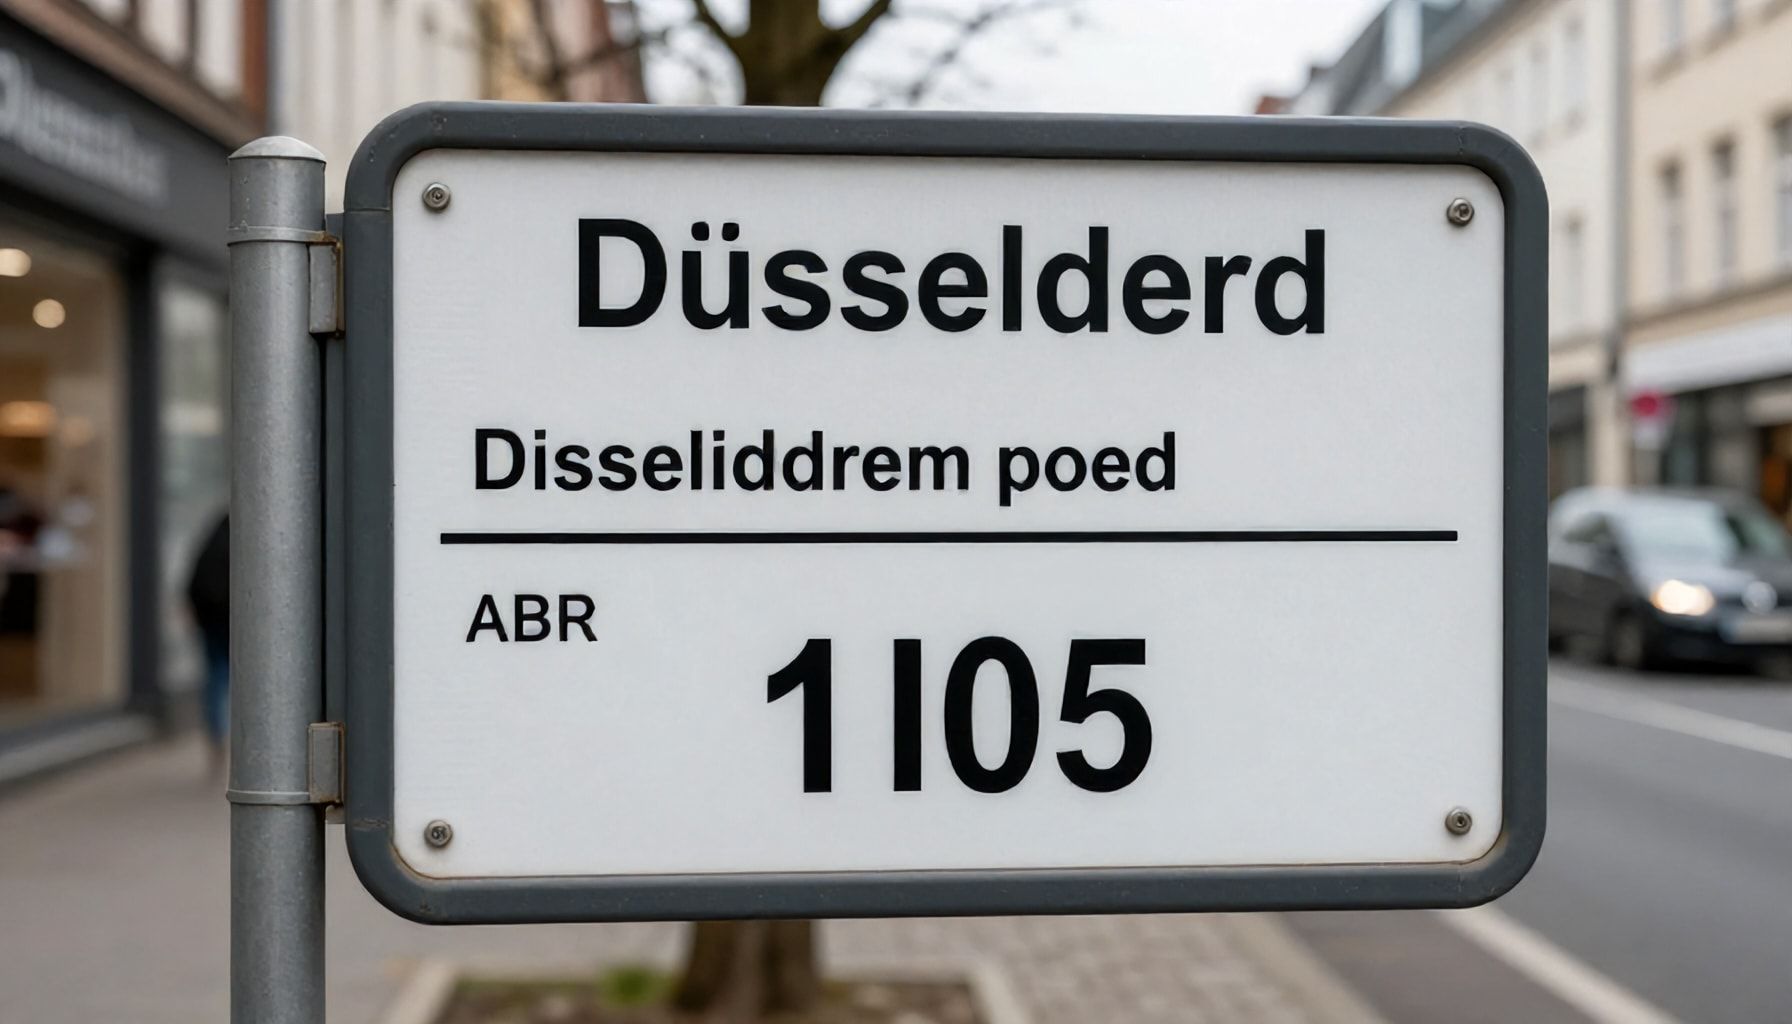 Düsselderd
Disseliddrem poed
ABR
1I05